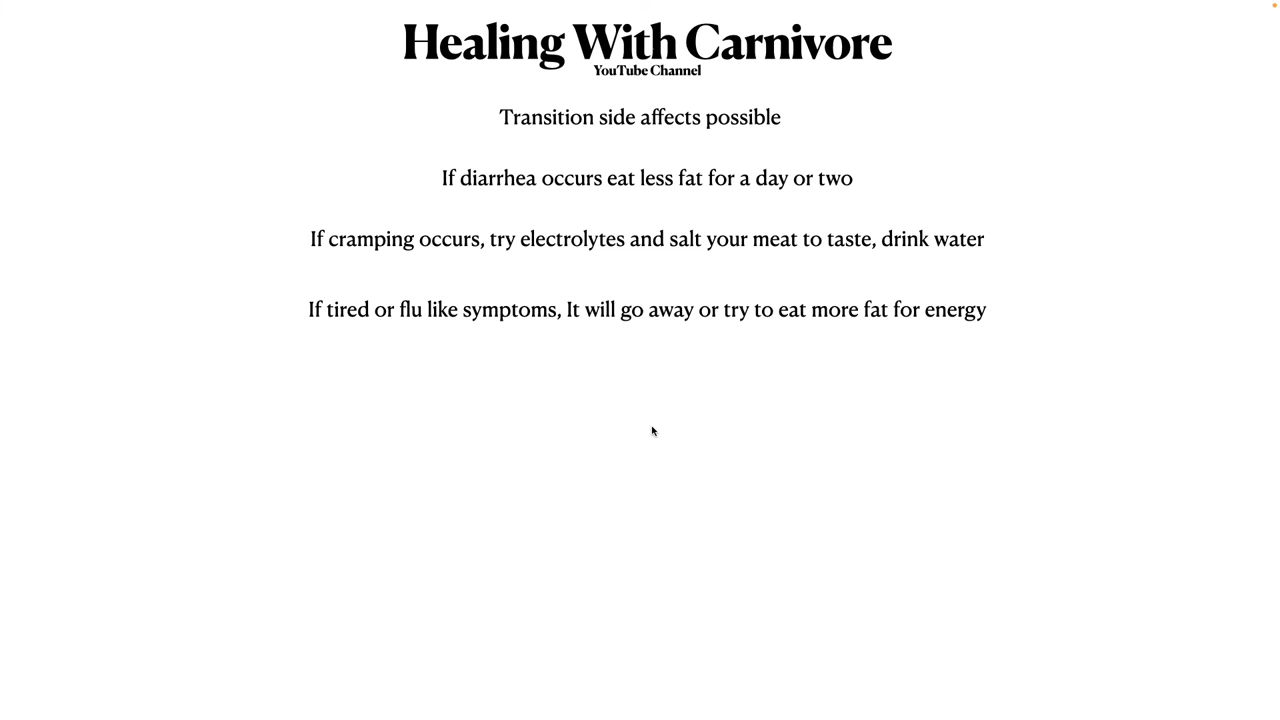 Healing With Carnivore
YouTube Channel
Transition side affects possible
If diarrhea occurs eat less fat for a day or two
If cramping occurs, try electrolytes and salt your meat to taste, drink water
If tired or flu like symptoms, It will go away or try to eat more fat for energy